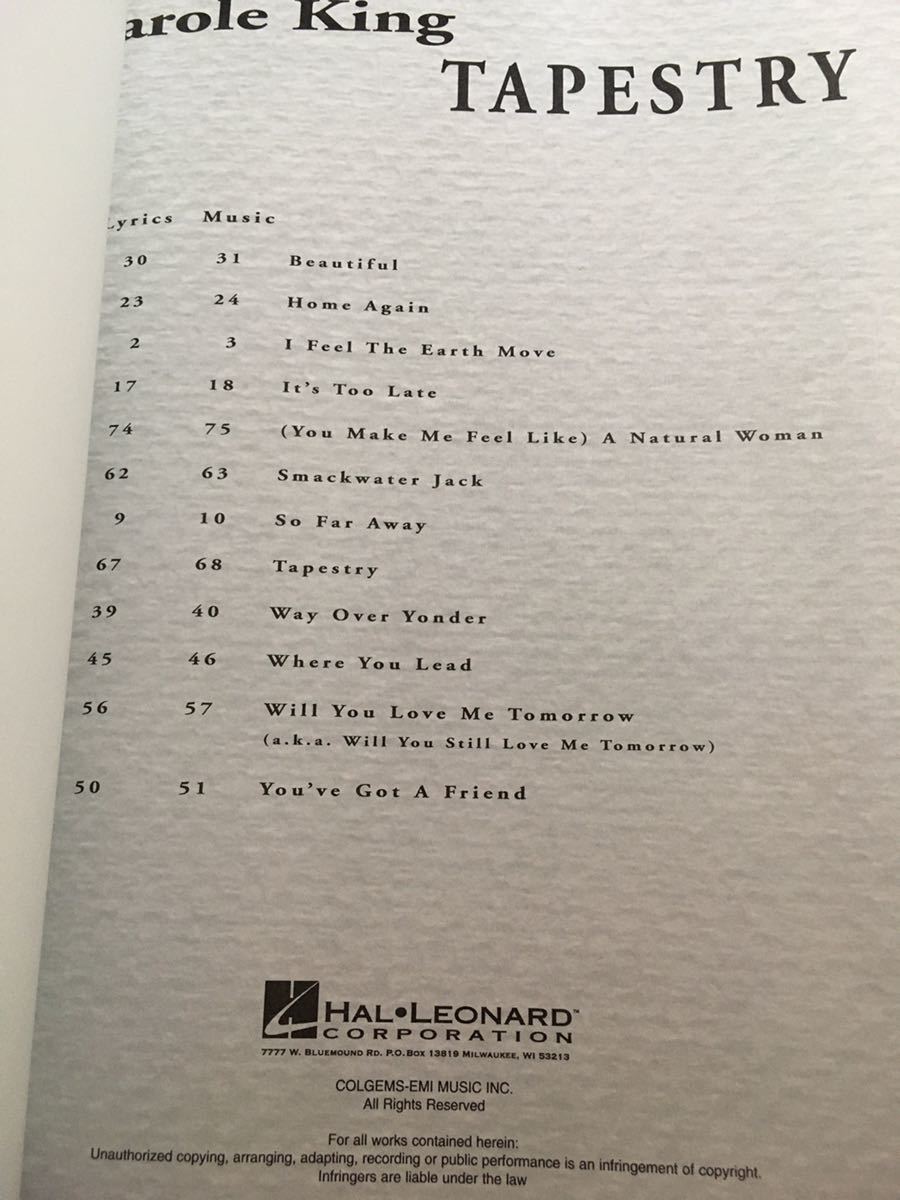 arole King
TAPESTRY
Lyrics Music
30 31 Beautiful
23 24 Home Again
2 3 I Feel The Earth Move
17 18 It's Too Late
74 75 (You Make Me Feel Like) A Natural Woman
62 63 Smackwater Jack
9 10 So Far Away
67 68 Tapestry
39 40 Way Over Yonder
45 46 Where You Lead
56 57 Will You Love Me Tomorrow
(a.k.a. Will You Still Love Me Tomorrow)
50 51 You've Got A Friend
HAL•LEONARD™
CORPORATION
7777 W. BLUEMOUND RD. P.O. BOX 13819 MILWAUKEE, WI 53213
COLGEMS-EMI MUSIC INC.
All Rights Reserved
For all works contained herein:
Unauthorized copying, arranging, adapting, recording or public performance is an infringement of copyright.
Infringers are liable under the law